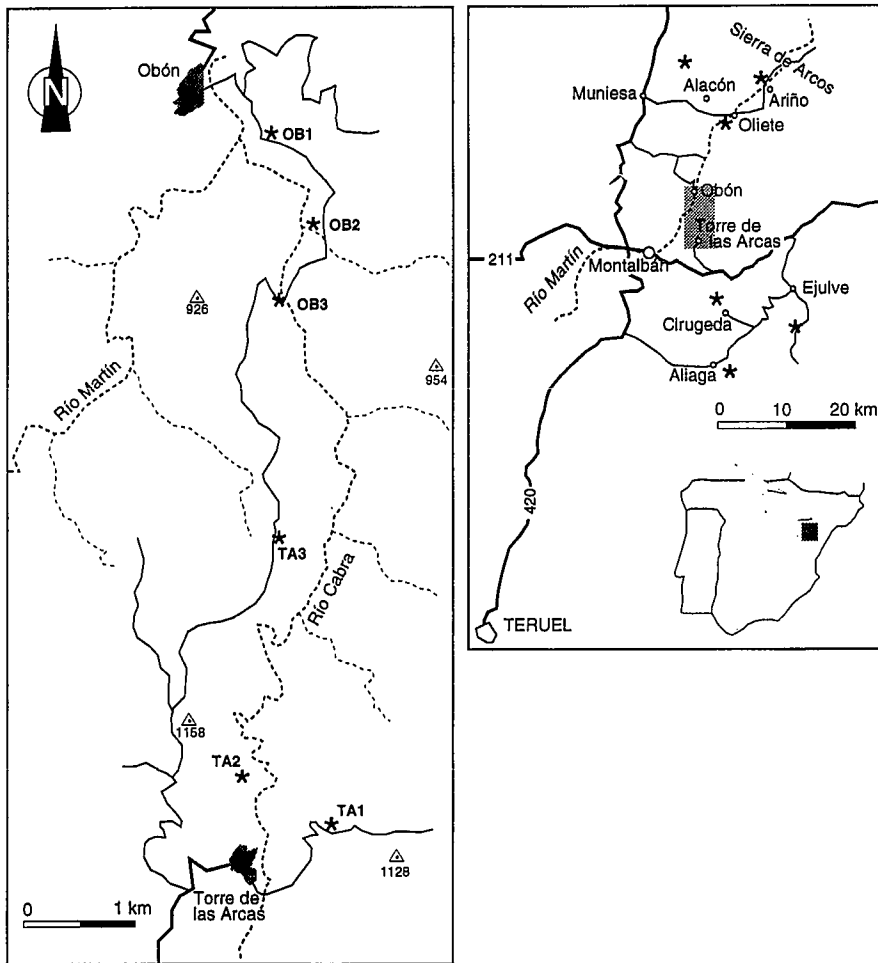 N
Obón
OB1
OB2
OB3
926
954
Río Martín
TA3
Río Cabra
1158
TA2
TA1
1128
Torre de
las Arcas
0 1 km
Sierra de Arcos
Alacón
Muniesa
Ariño
Oliete
Obón
Torre de
las Arcas
211
Río Martín
Montalbán
Ejulve
Cirugeda
Aliaga
0 10 20 km
420
TERUEL